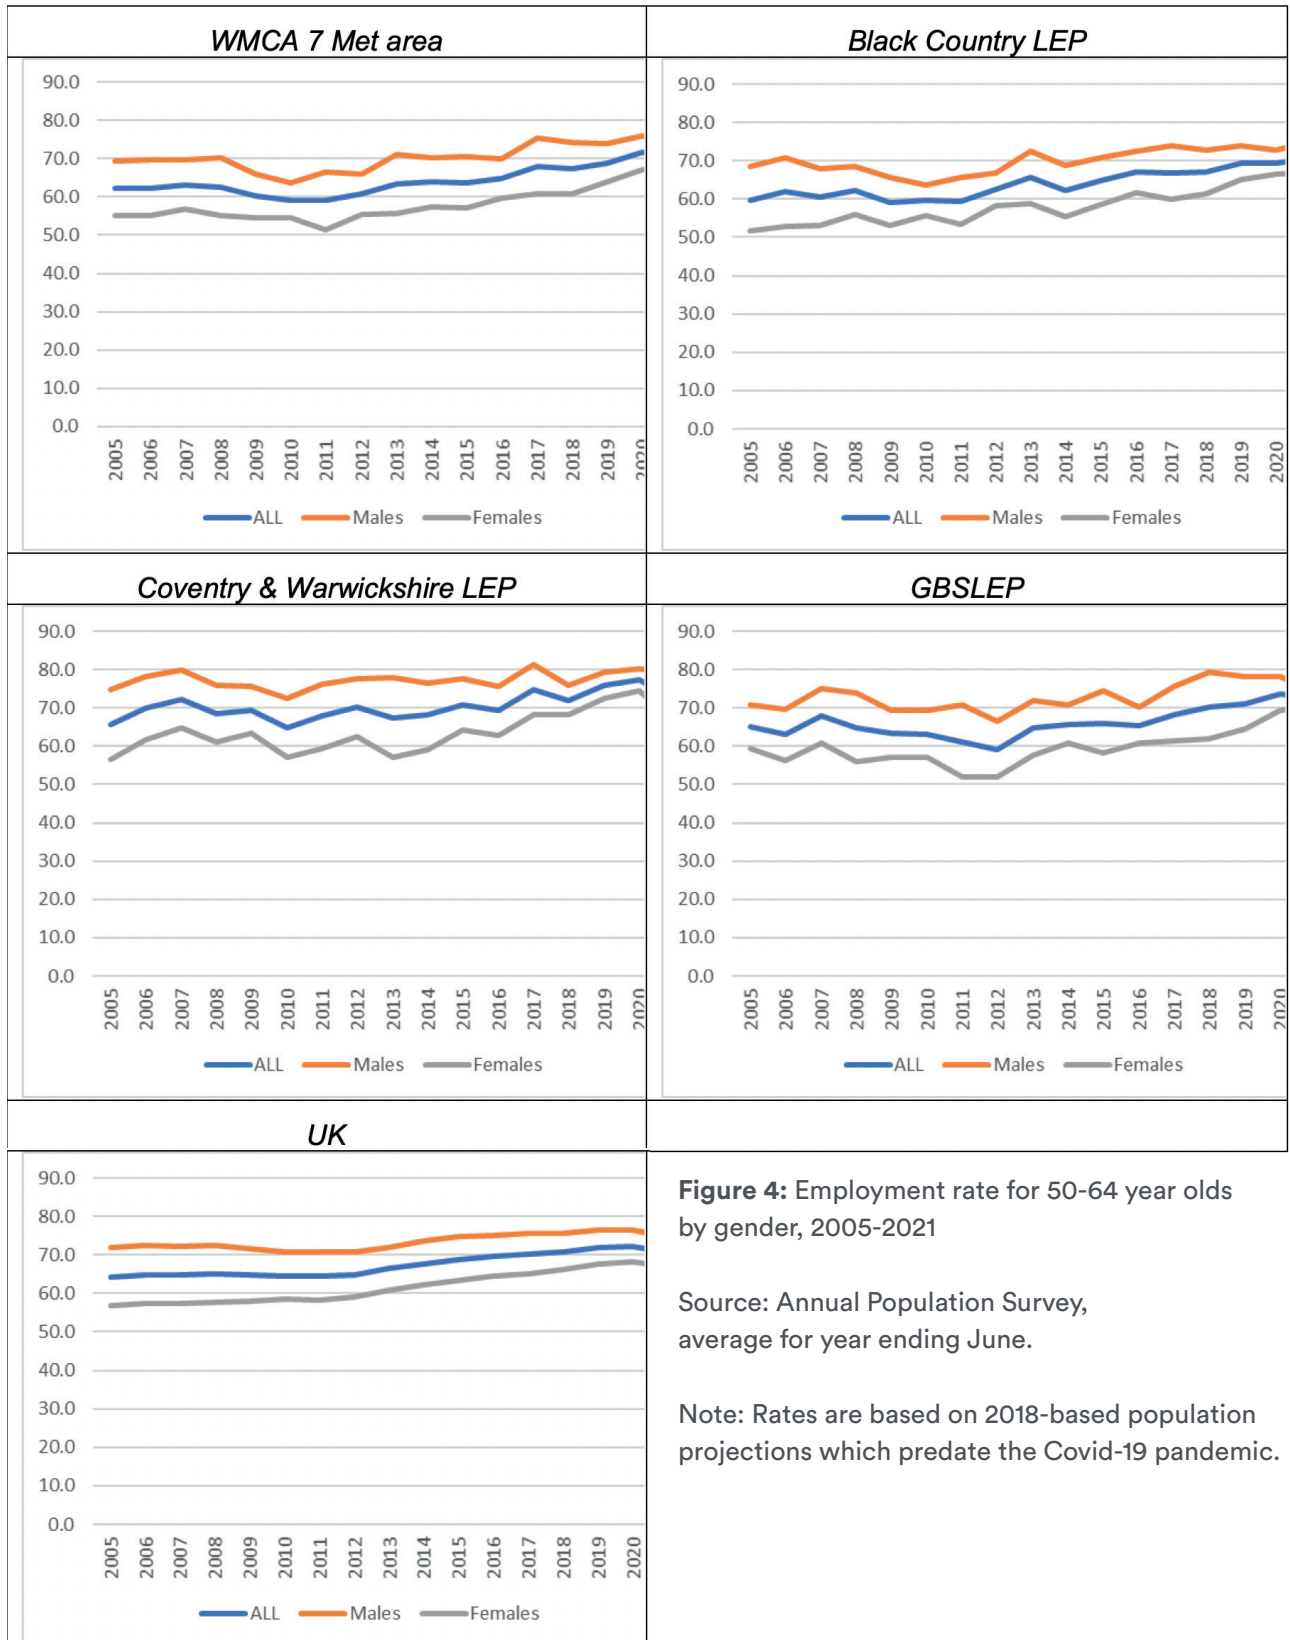 WMCA 7 Met area
90.0
80.0
70.0
60.0
50.0
40.0
30.0
20.0
10.0
0.0
2005 2006 2007 2008 2009 2010 2011 2012 2013 2014 2015 2016 2017 2018 2019 2020
ALL Males Females
Black Country LEP
90.0
80.0
70.0
60.0
50.0
40.0
30.0
20.0
10.0
0.0
2005 2006 2007 2008 2009 2010 2011 2012 2013 2014 2015 2016 2017 2018 2019 2020
ALL Males Females
Coventry & Warwickshire LEP
90.0
80.0
70.0
60.0
50.0
40.0
30.0
20.0
10.0
0.0
2005 2006 2007 2008 2009 2010 2011 2012 2013 2014 2015 2016 2017 2018 2019 2020
ALL Males Females
GBSLEP
90.0
80.0
70.0
60.0
50.0
40.0
30.0
20.0
10.0
0.0
2005 2006 2007 2008 2009 2010 2011 2012 2013 2014 2015 2016 2017 2018 2019 2020
ALL Males Females
UK
90.0
80.0
70.0
60.0
50.0
40.0
30.0
20.0
10.0
0.0
2005 2006 2007 2008 2009 2010 2011 2012 2013 2014 2015 2016 2017 2018 2019 2020
ALL Males Females
Figure 4: Employment rate for 50-64 year olds
by gender, 2005-2021
Source: Annual Population Survey,
average for year ending June.
Note: Rates are based on 2018-based population
projections which predate the Covid-19 pandemic.